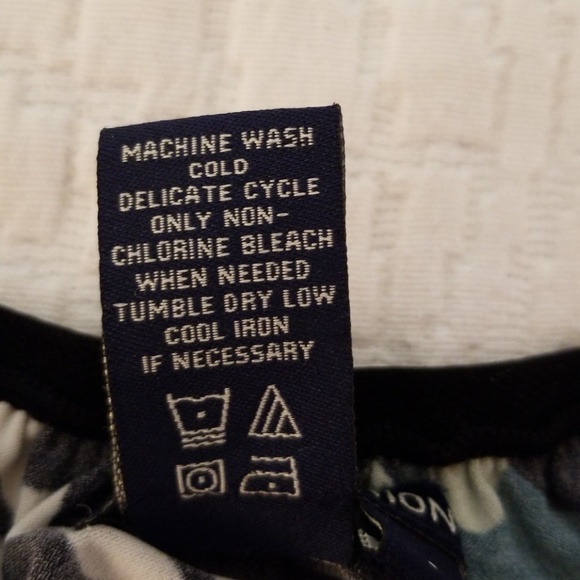 MACHINE WASH
COLD
DELICATE CYCLE
ONLY NON-
CHLORINE BLEACH
WHEN NEEDED
TUMBLE DRY LOW
COOL IRON
IF NECESSARY